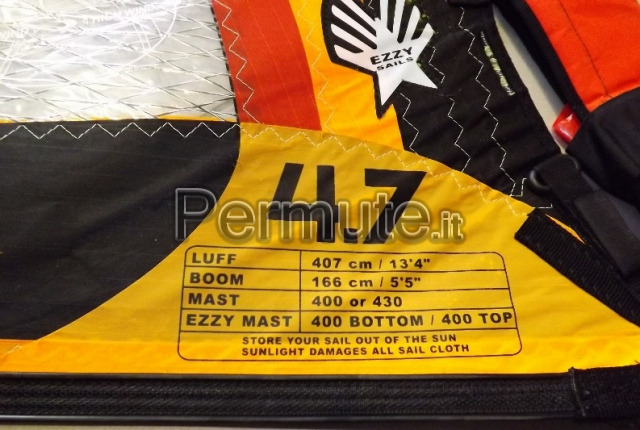 EZZY
SAILS
4.7
Permute.it
LUFF 407 cm / 13'4"
BOOM 166 cm / 5'5"
MAST 400 or 430
EZZY MAST 400 BOTTOM / 400 TOP
STORE YOUR SAIL OUT OF THE SUN
SUNLIGHT DAMAGES ALL SAIL CLOTH